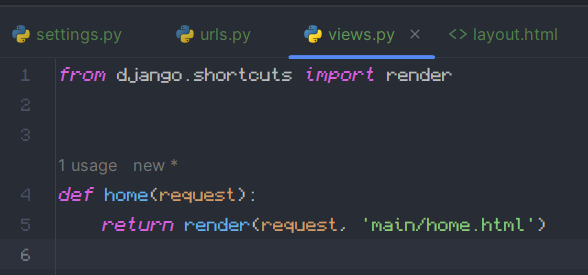 settings.py urls.py views.py × <> layout.html
1 from django.shortcuts import render
2
3
1 usage new *
4 def home(request):
5 return render(request, 'main/home.html')
6